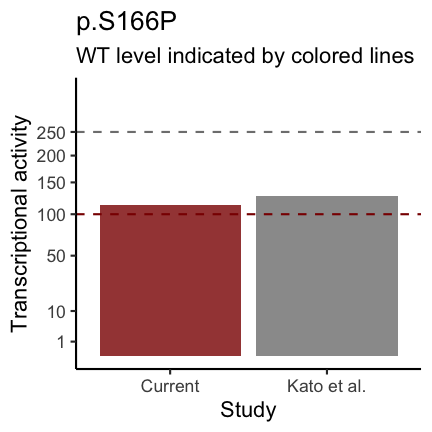 p.S166P
WT level indicated by colored lines
Transcriptional activity
250
200
150
100
50
10
1
Current
Kato et al.
Study